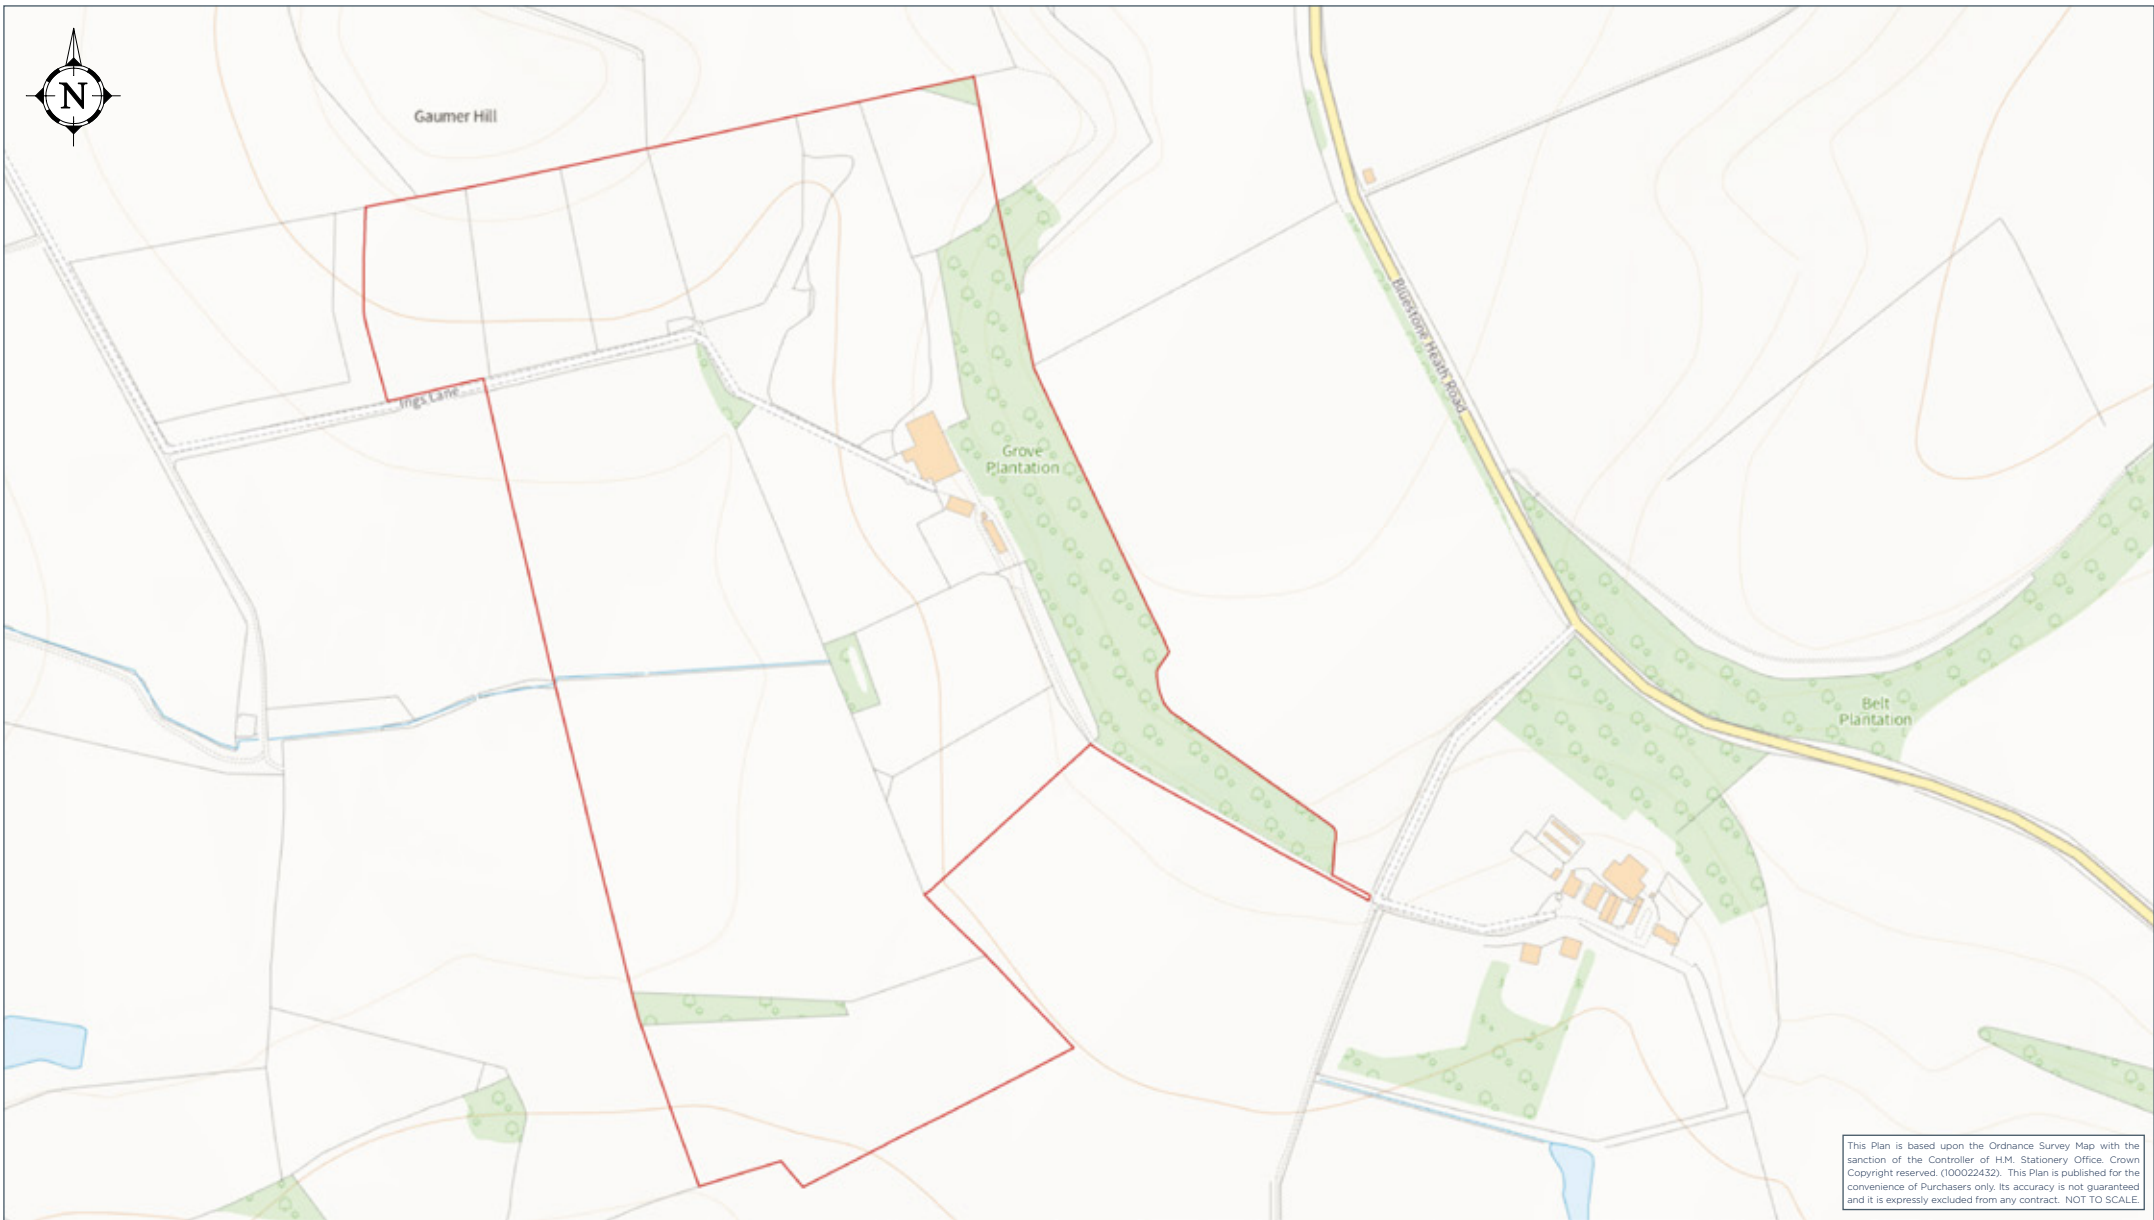 N
Gaumer Hill
Bluestone Heath Road
Ings Lane
Grove
Plantation
Belt
Plantation
This Plan is based upon the Ordnance Survey Map with the
sanction of the Controller of H.M. Stationery Office. Crown
Copyright reserved. (100022432). This Plan is published for the
convenience of Purchasers only. Its accuracy is not guaranteed
and it is expressly excluded from any contract. NOT TO SCALE.